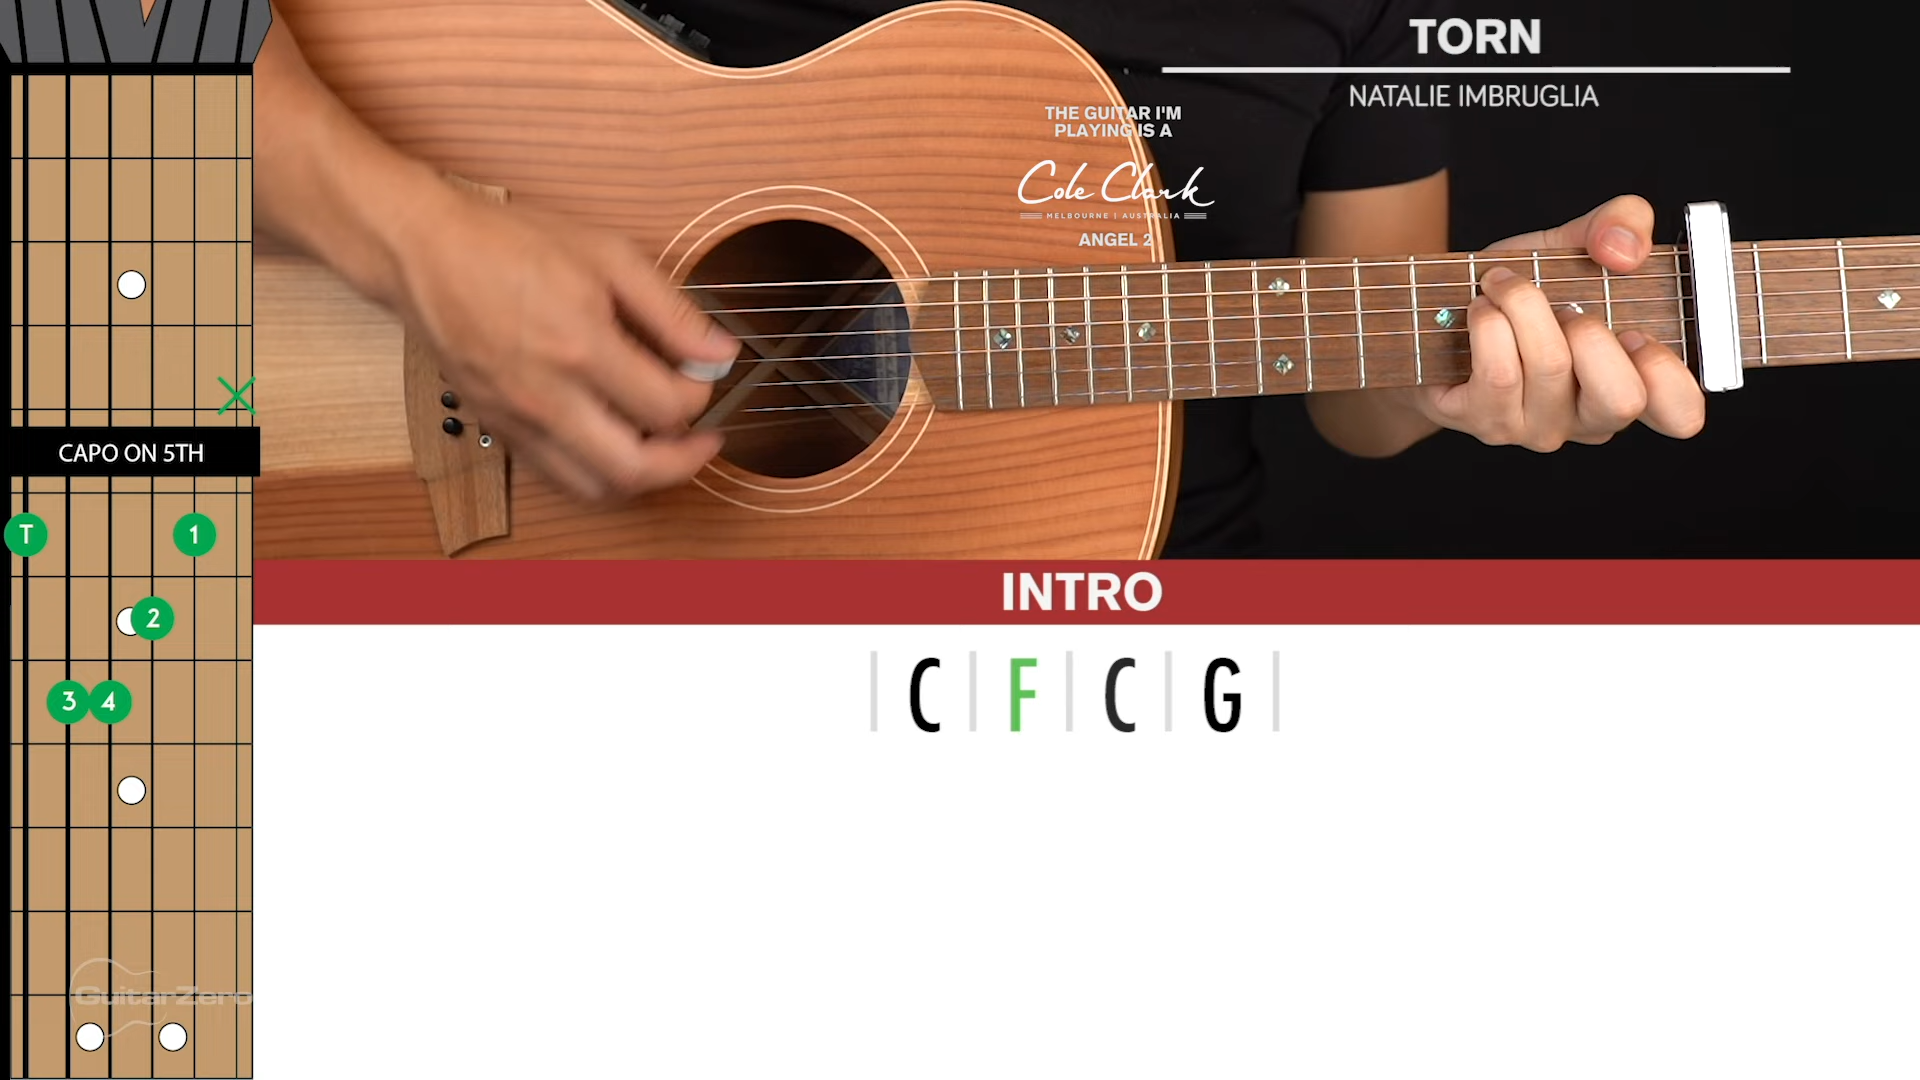 TORN
NATALIE IMBRUGLIA
THE GUITAR I'M
PLAYING IS A
Cole Clark
MELBOURNE | AUSTRALIA
ANGEL 2
CAPO ON 5TH
T
1
2
3 4
INTRO
| C | F | C | G |
GuitarZero